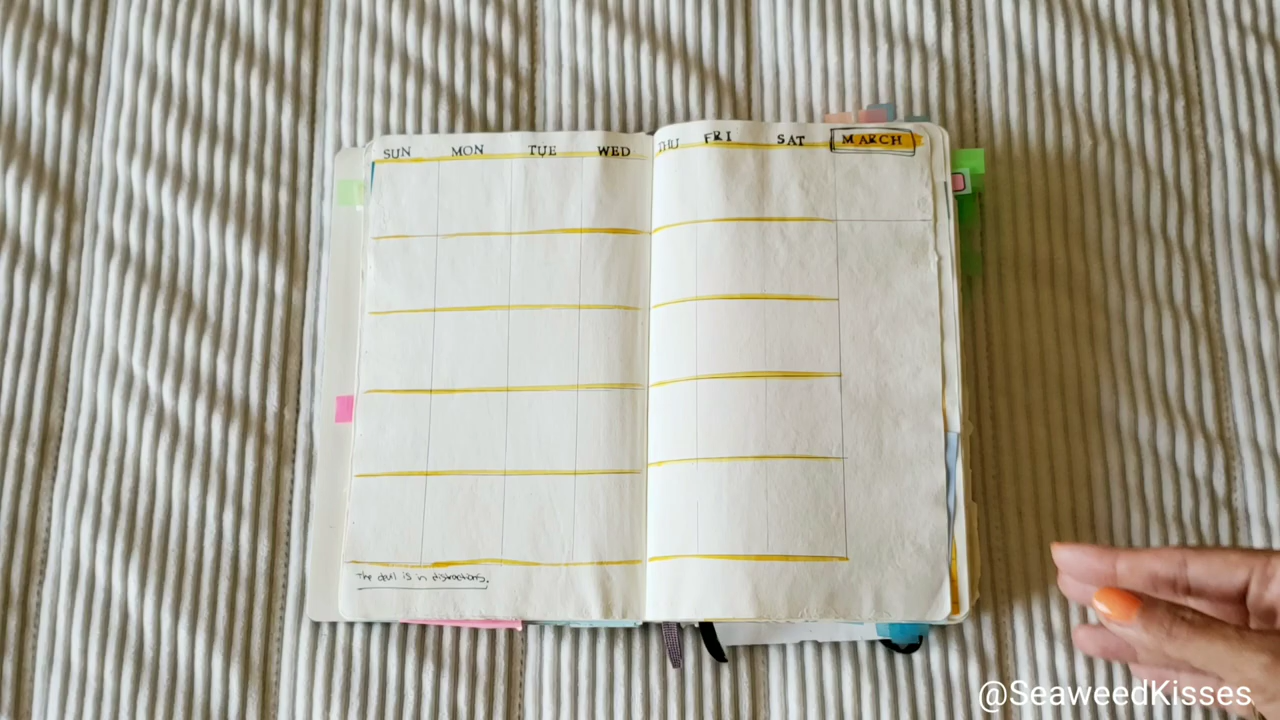 SUN MON TUE WED THU FRI SAT MARCH
The devil is in distractions.
@SeaweedKisses